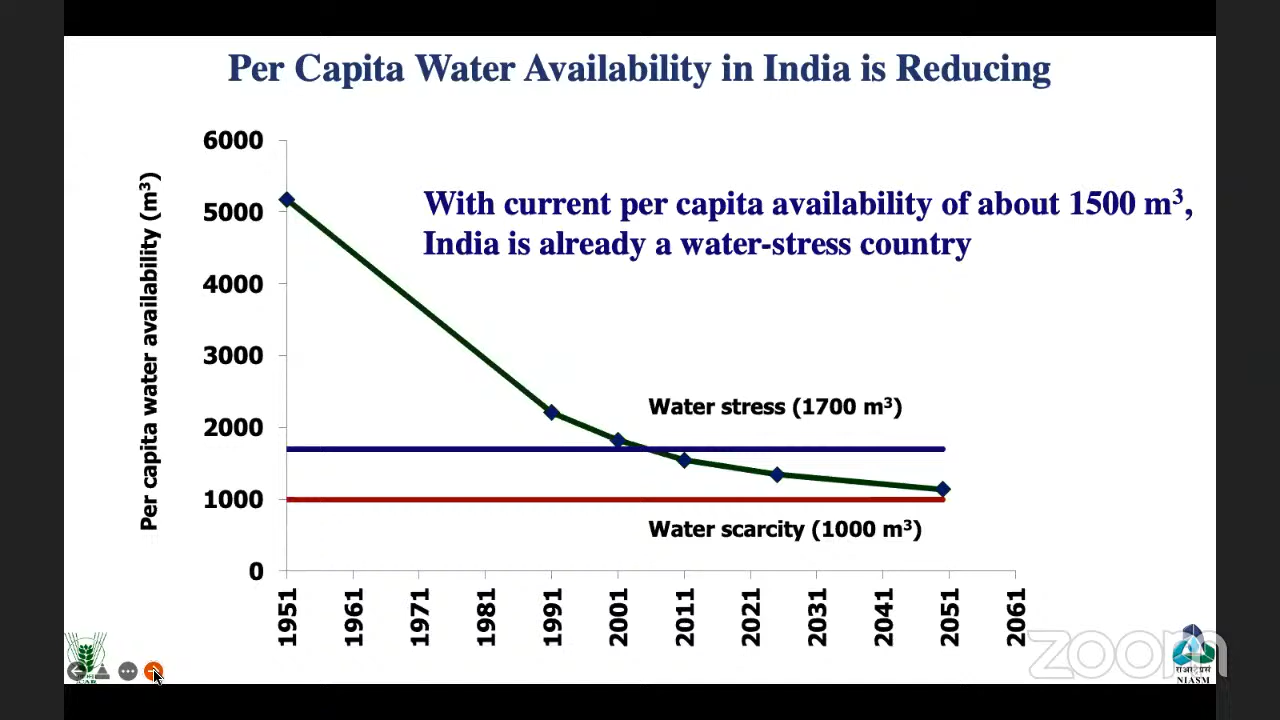 Per Capita Water Availability in India is Reducing
6000
5000
4000
3000
2000
1000
0
Per capita water availability (m³)
With current per capita availability of about 1500 m³,
India is already a water-stress country
Water stress (1700 m³)
Water scarcity (1000 m³)
1951
1961
1971
1981
1991
2001
2011
2021
2031
2041
2051
2061
zoom
NIASM